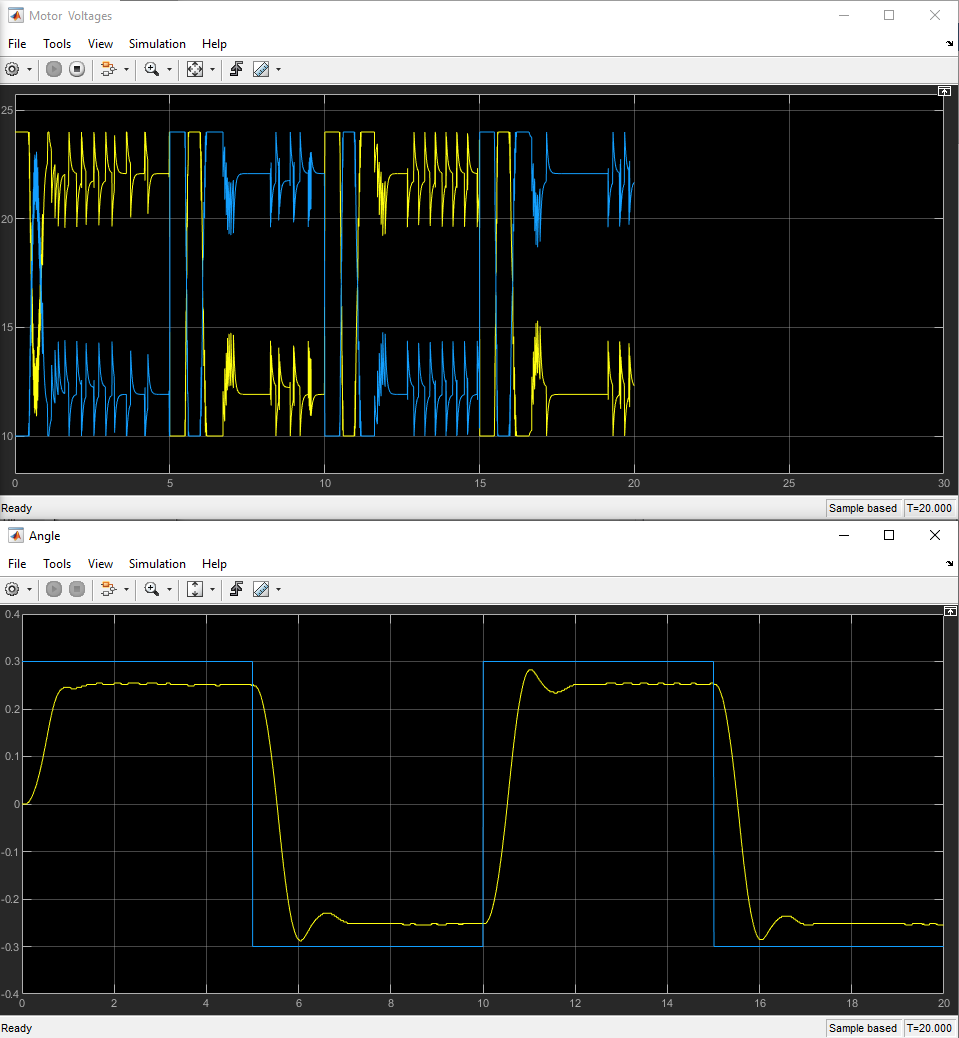 Motor Voltages
File Tools View Simulation Help
25
20
15
10
0 5 10 15 20 25 30
Ready Sample based T=20.000
Angle
File Tools View Simulation Help
0.4
0.3
0.2
0.1
0
-0.1
-0.2
-0.3
-0.4
0 2 4 6 8 10 12 14 16 18 20
Ready Sample based T=20.000